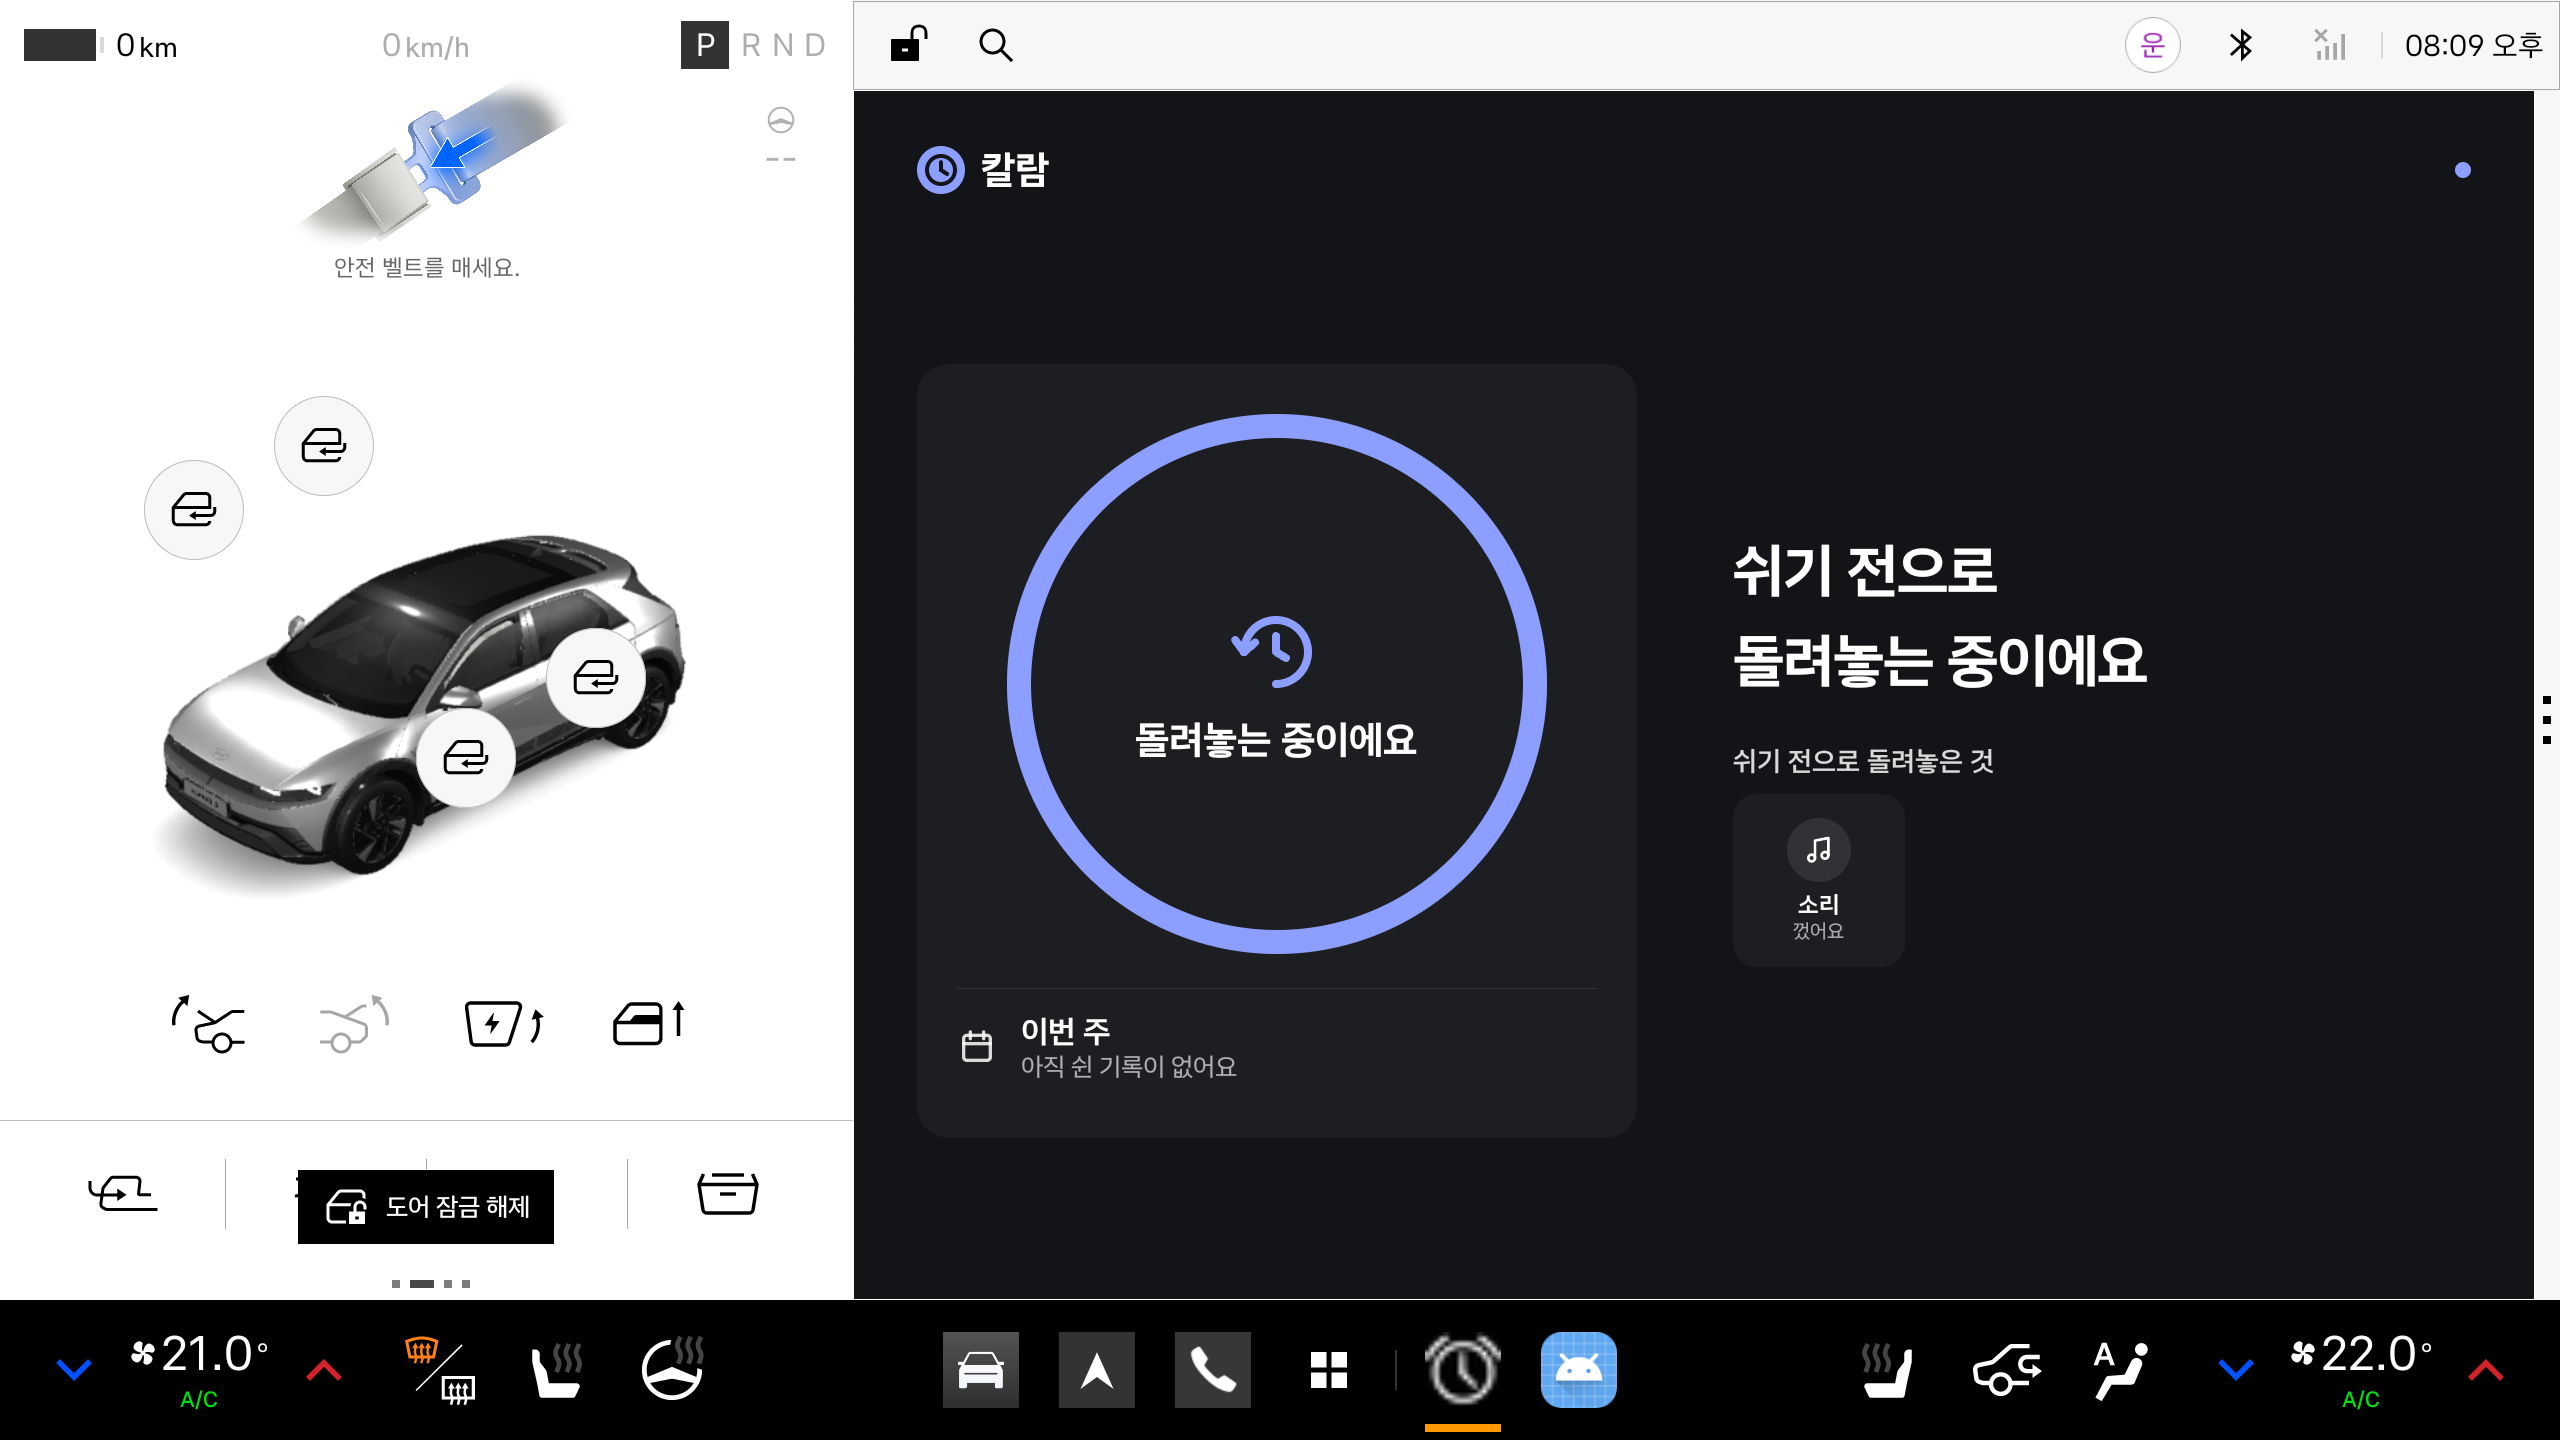 0 km
0 km/h
P R N D
안전 벨트를 매세요.
도어 잠금 해제
운
08:09 오후
칼람
돌려놓는 중이에요
이번 주
아직 쉰 기록이 없어요
쉬기 전으로
돌려놓는 중이에요
쉬기 전으로 돌려놓은 것
소리
껐어요
21.0°
A/C
A
22.0°
A/C